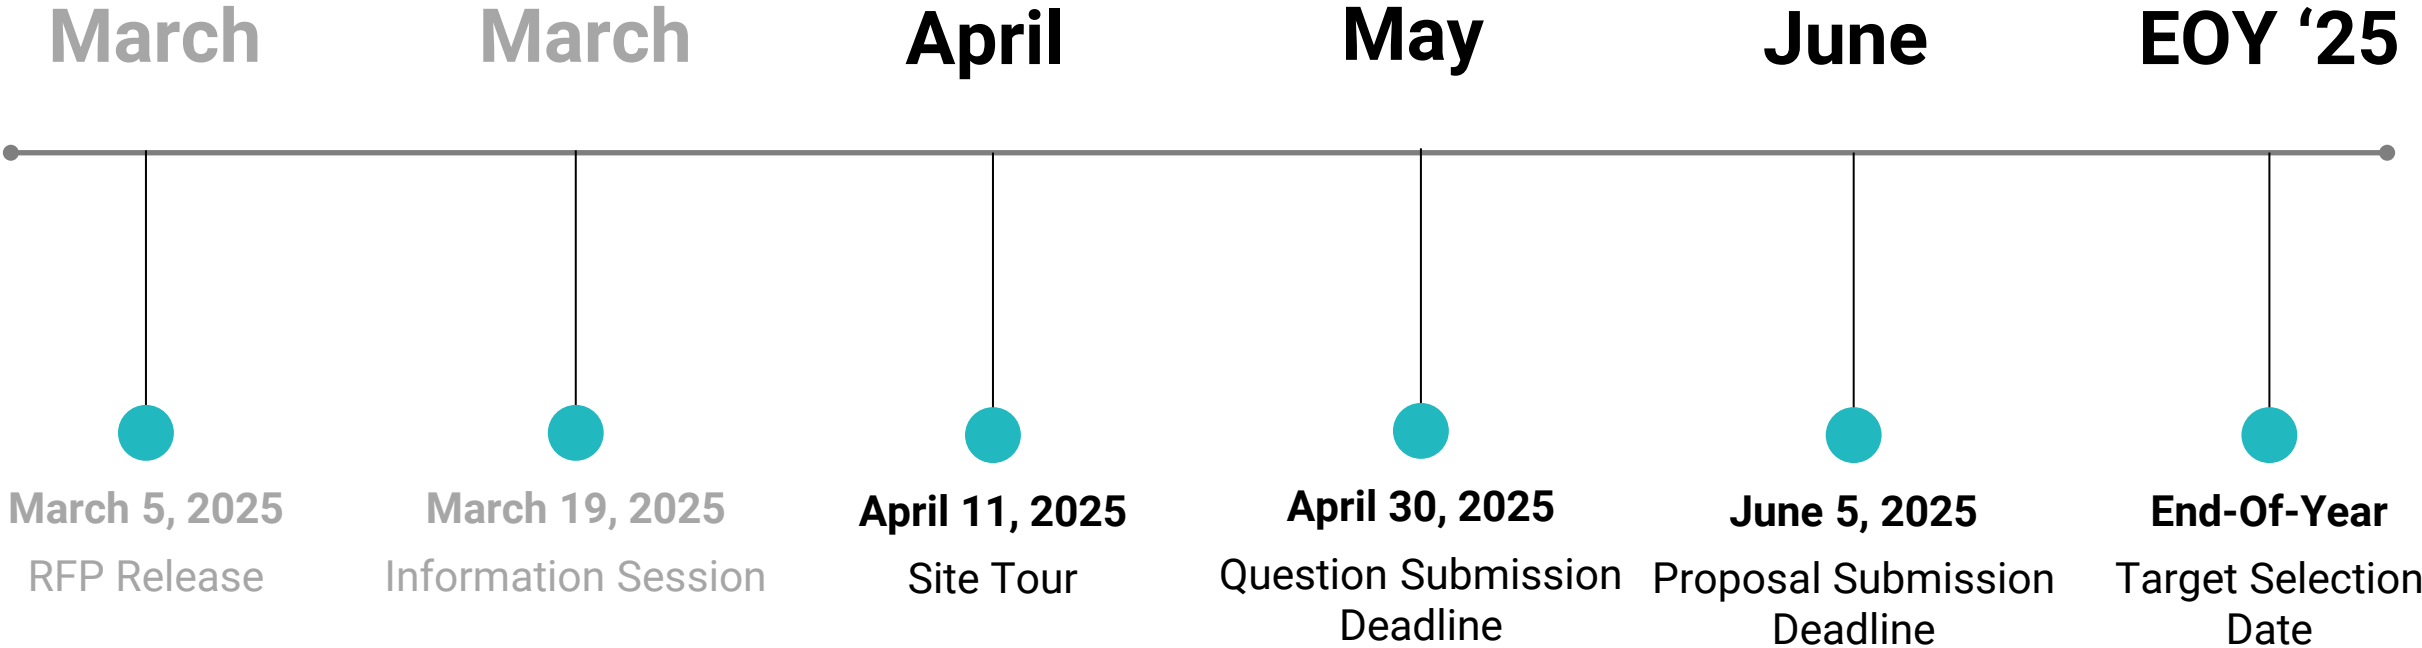 March
March
April
May
June
EOY ‘25
March 5, 2025
RFP Release
March 19, 2025
Information Session
April 11, 2025
Site Tour
April 30, 2025
Question Submission
Deadline
June 5, 2025
Proposal Submission
Deadline
End-Of-Year
Target Selection
Date